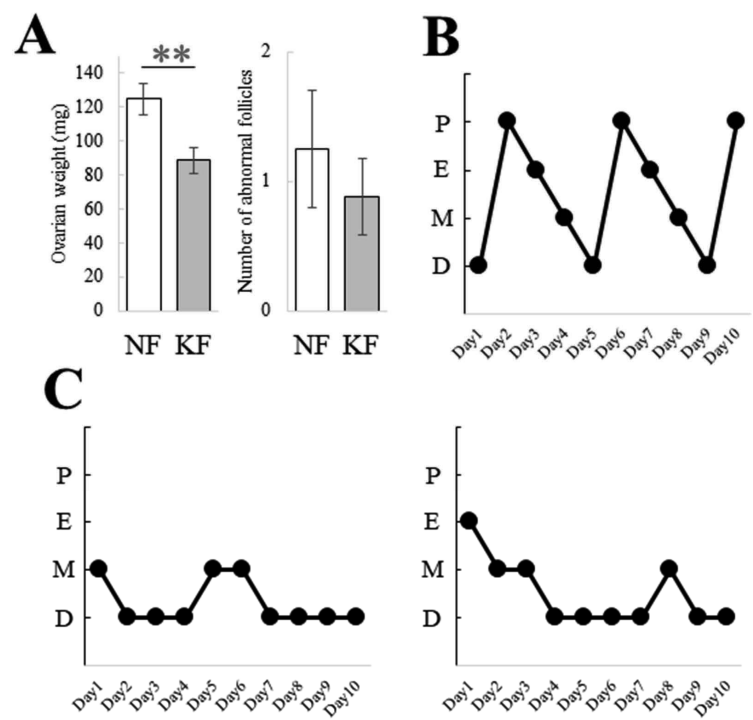 A
B
**
Ovarian weight (mg)
140
120
100
80
60
40
20
0
NF KF
Number of abnormal follicles
2
1
0
NF KF
P
E
M
D
Day1 Day2 Day3 Day4 Day5 Day6 Day7 Day8 Day9 Day10
C
P
E
M
D
Day1 Day2 Day3 Day4 Day5 Day6 Day7 Day8 Day9 Day10
P
E
M
D
Day1 Day2 Day3 Day4 Day5 Day6 Day7 Day8 Day9 Day10